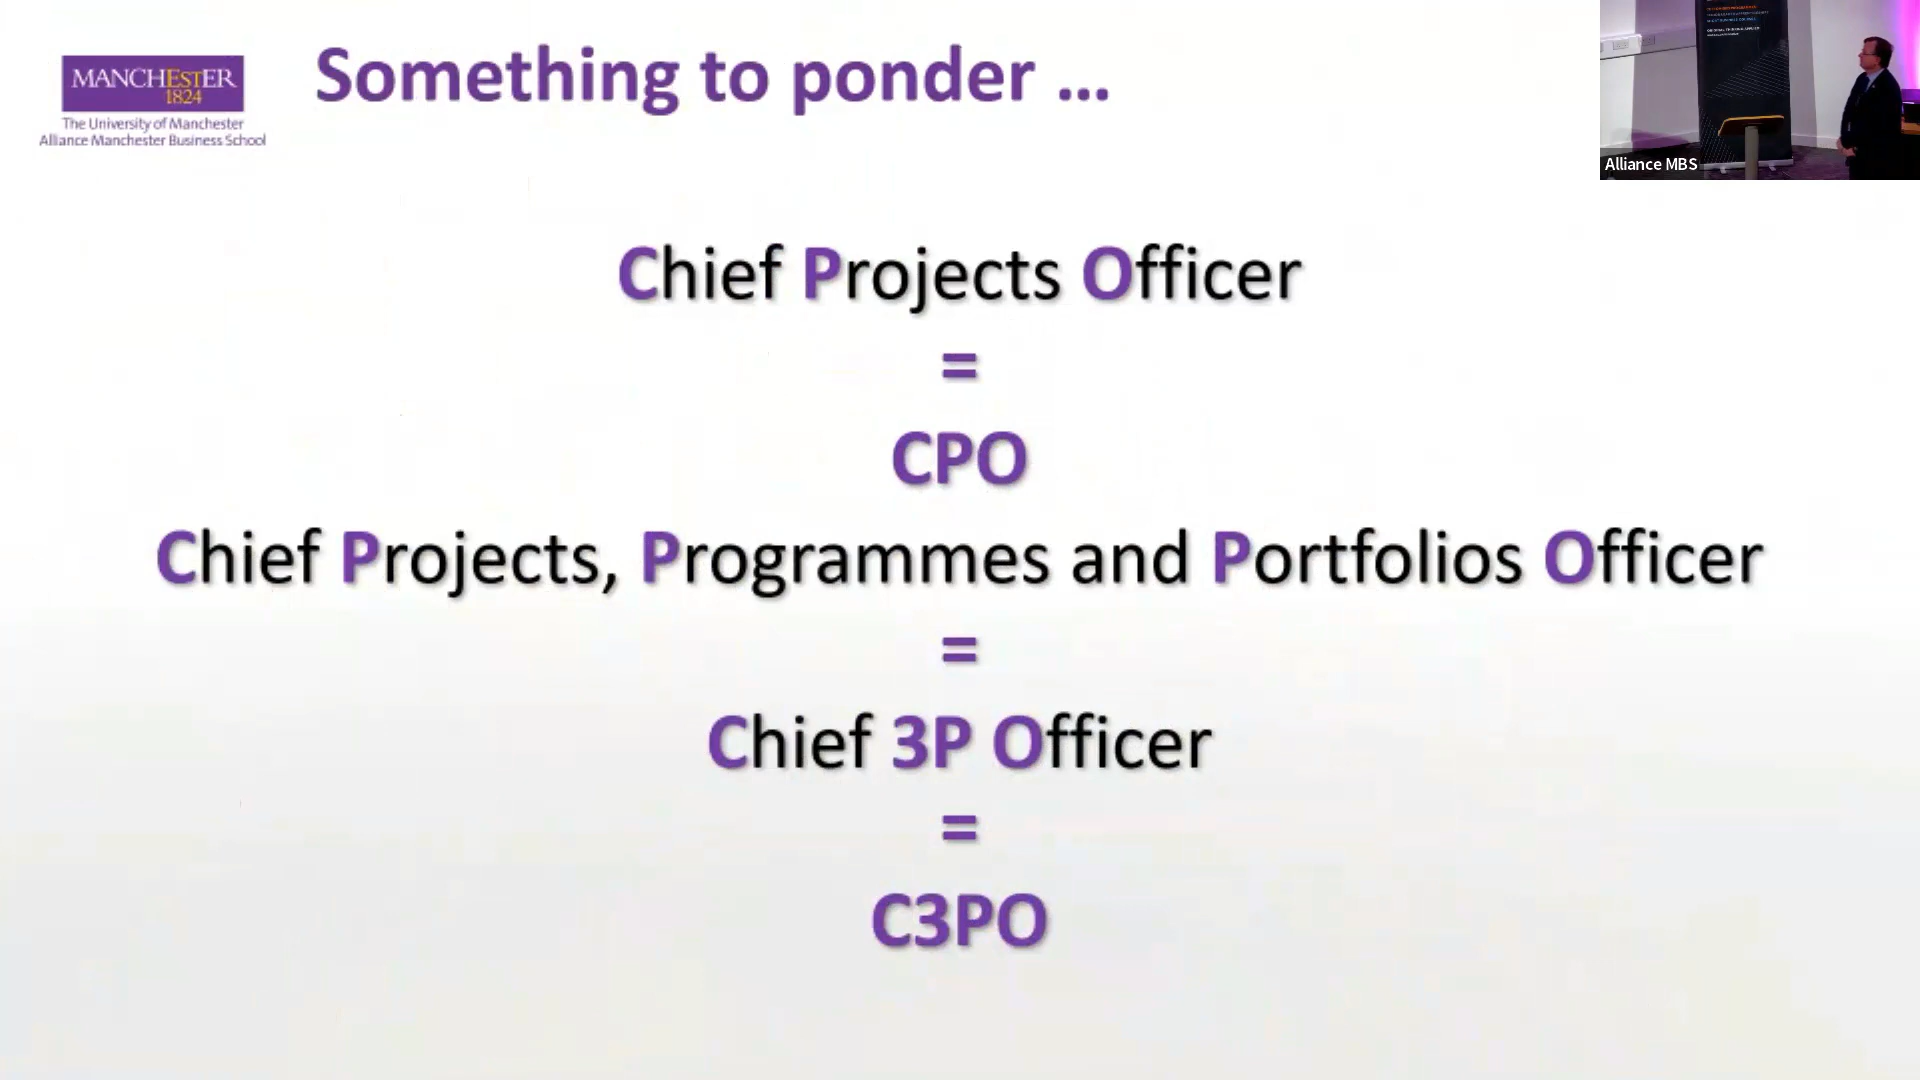 MANCHESTER
1824
The University of Manchester
Alliance Manchester Business School
Something to ponder ...
Alliance MBS
Chief Projects Officer
=
CPO
Chief Projects, Programmes and Portfolios Officer
=
Chief 3P Officer
=
C3PO